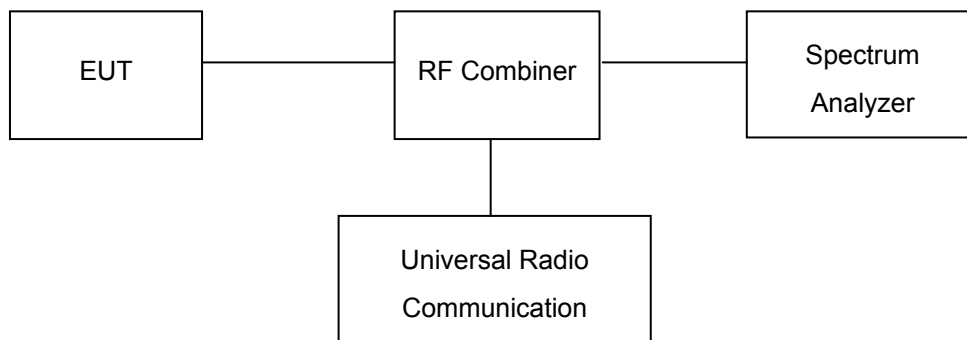 EUT
RF Combiner
Spectrum
Analyzer
Universal Radio
Communication